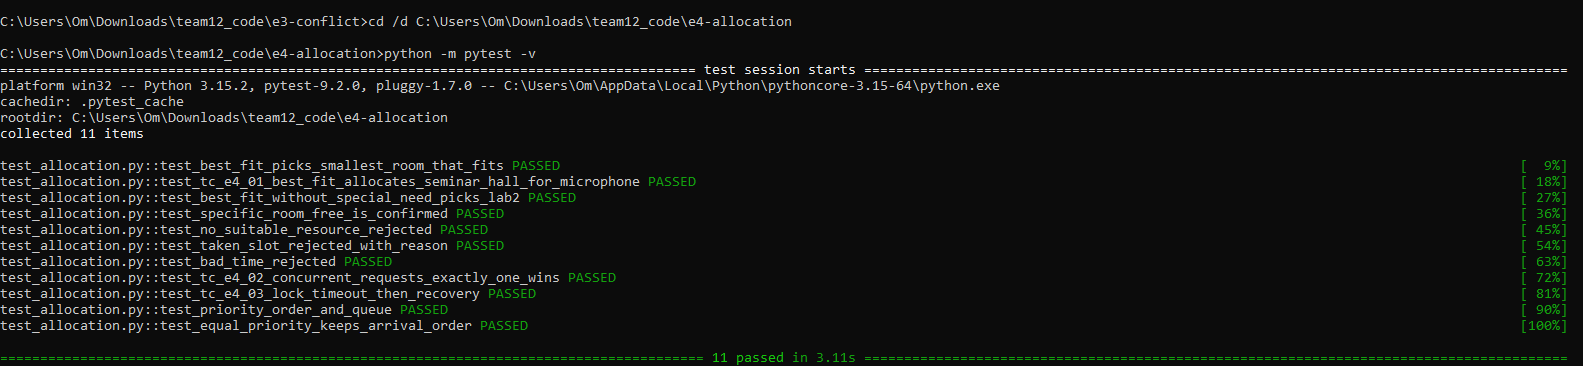 C:\Users\Om\Downloads\team12_code\e3-conflict>cd /d C:\Users\Om\Downloads\team12_code\e4-allocation
C:\Users\Om\Downloads\team12_code\e4-allocation>python -m pytest -v
======================================================================================= test session starts ========================================================================================
platform win32 -- Python 3.15.2, pytest-9.2.0, pluggy-1.7.0 -- C:\Users\Om\AppData\Local\Python\pythoncore-3.15-64\python.exe
cachedir: .pytest_cache
rootdir: C:\Users\Om\Downloads\team12_code\e4-allocation
collected 11 items
test_allocation.py::test_best_fit_picks_smallest_room_that_fits PASSED [  9%]
test_allocation.py::test_tc_e4_01_best_fit_allocates_seminar_hall_for_microphone PASSED [ 18%]
test_allocation.py::test_best_fit_without_special_need_picks_lab2 PASSED [ 27%]
test_allocation.py::test_specific_room_free_is_confirmed PASSED [ 36%]
test_allocation.py::test_no_suitable_resource_rejected PASSED [ 45%]
test_allocation.py::test_taken_slot_rejected_with_reason PASSED [ 54%]
test_allocation.py::test_bad_time_rejected PASSED [ 63%]
test_allocation.py::test_tc_e4_02_concurrent_requests_exactly_one_wins PASSED [ 72%]
test_allocation.py::test_tc_e4_03_lock_timeout_then_recovery PASSED [ 81%]
test_allocation.py::test_priority_order_and_queue PASSED [ 90%]
test_allocation.py::test_equal_priority_keeps_arrival_order PASSED [100%]
======================================================================================== 11 passed in 3.11s ========================================================================================